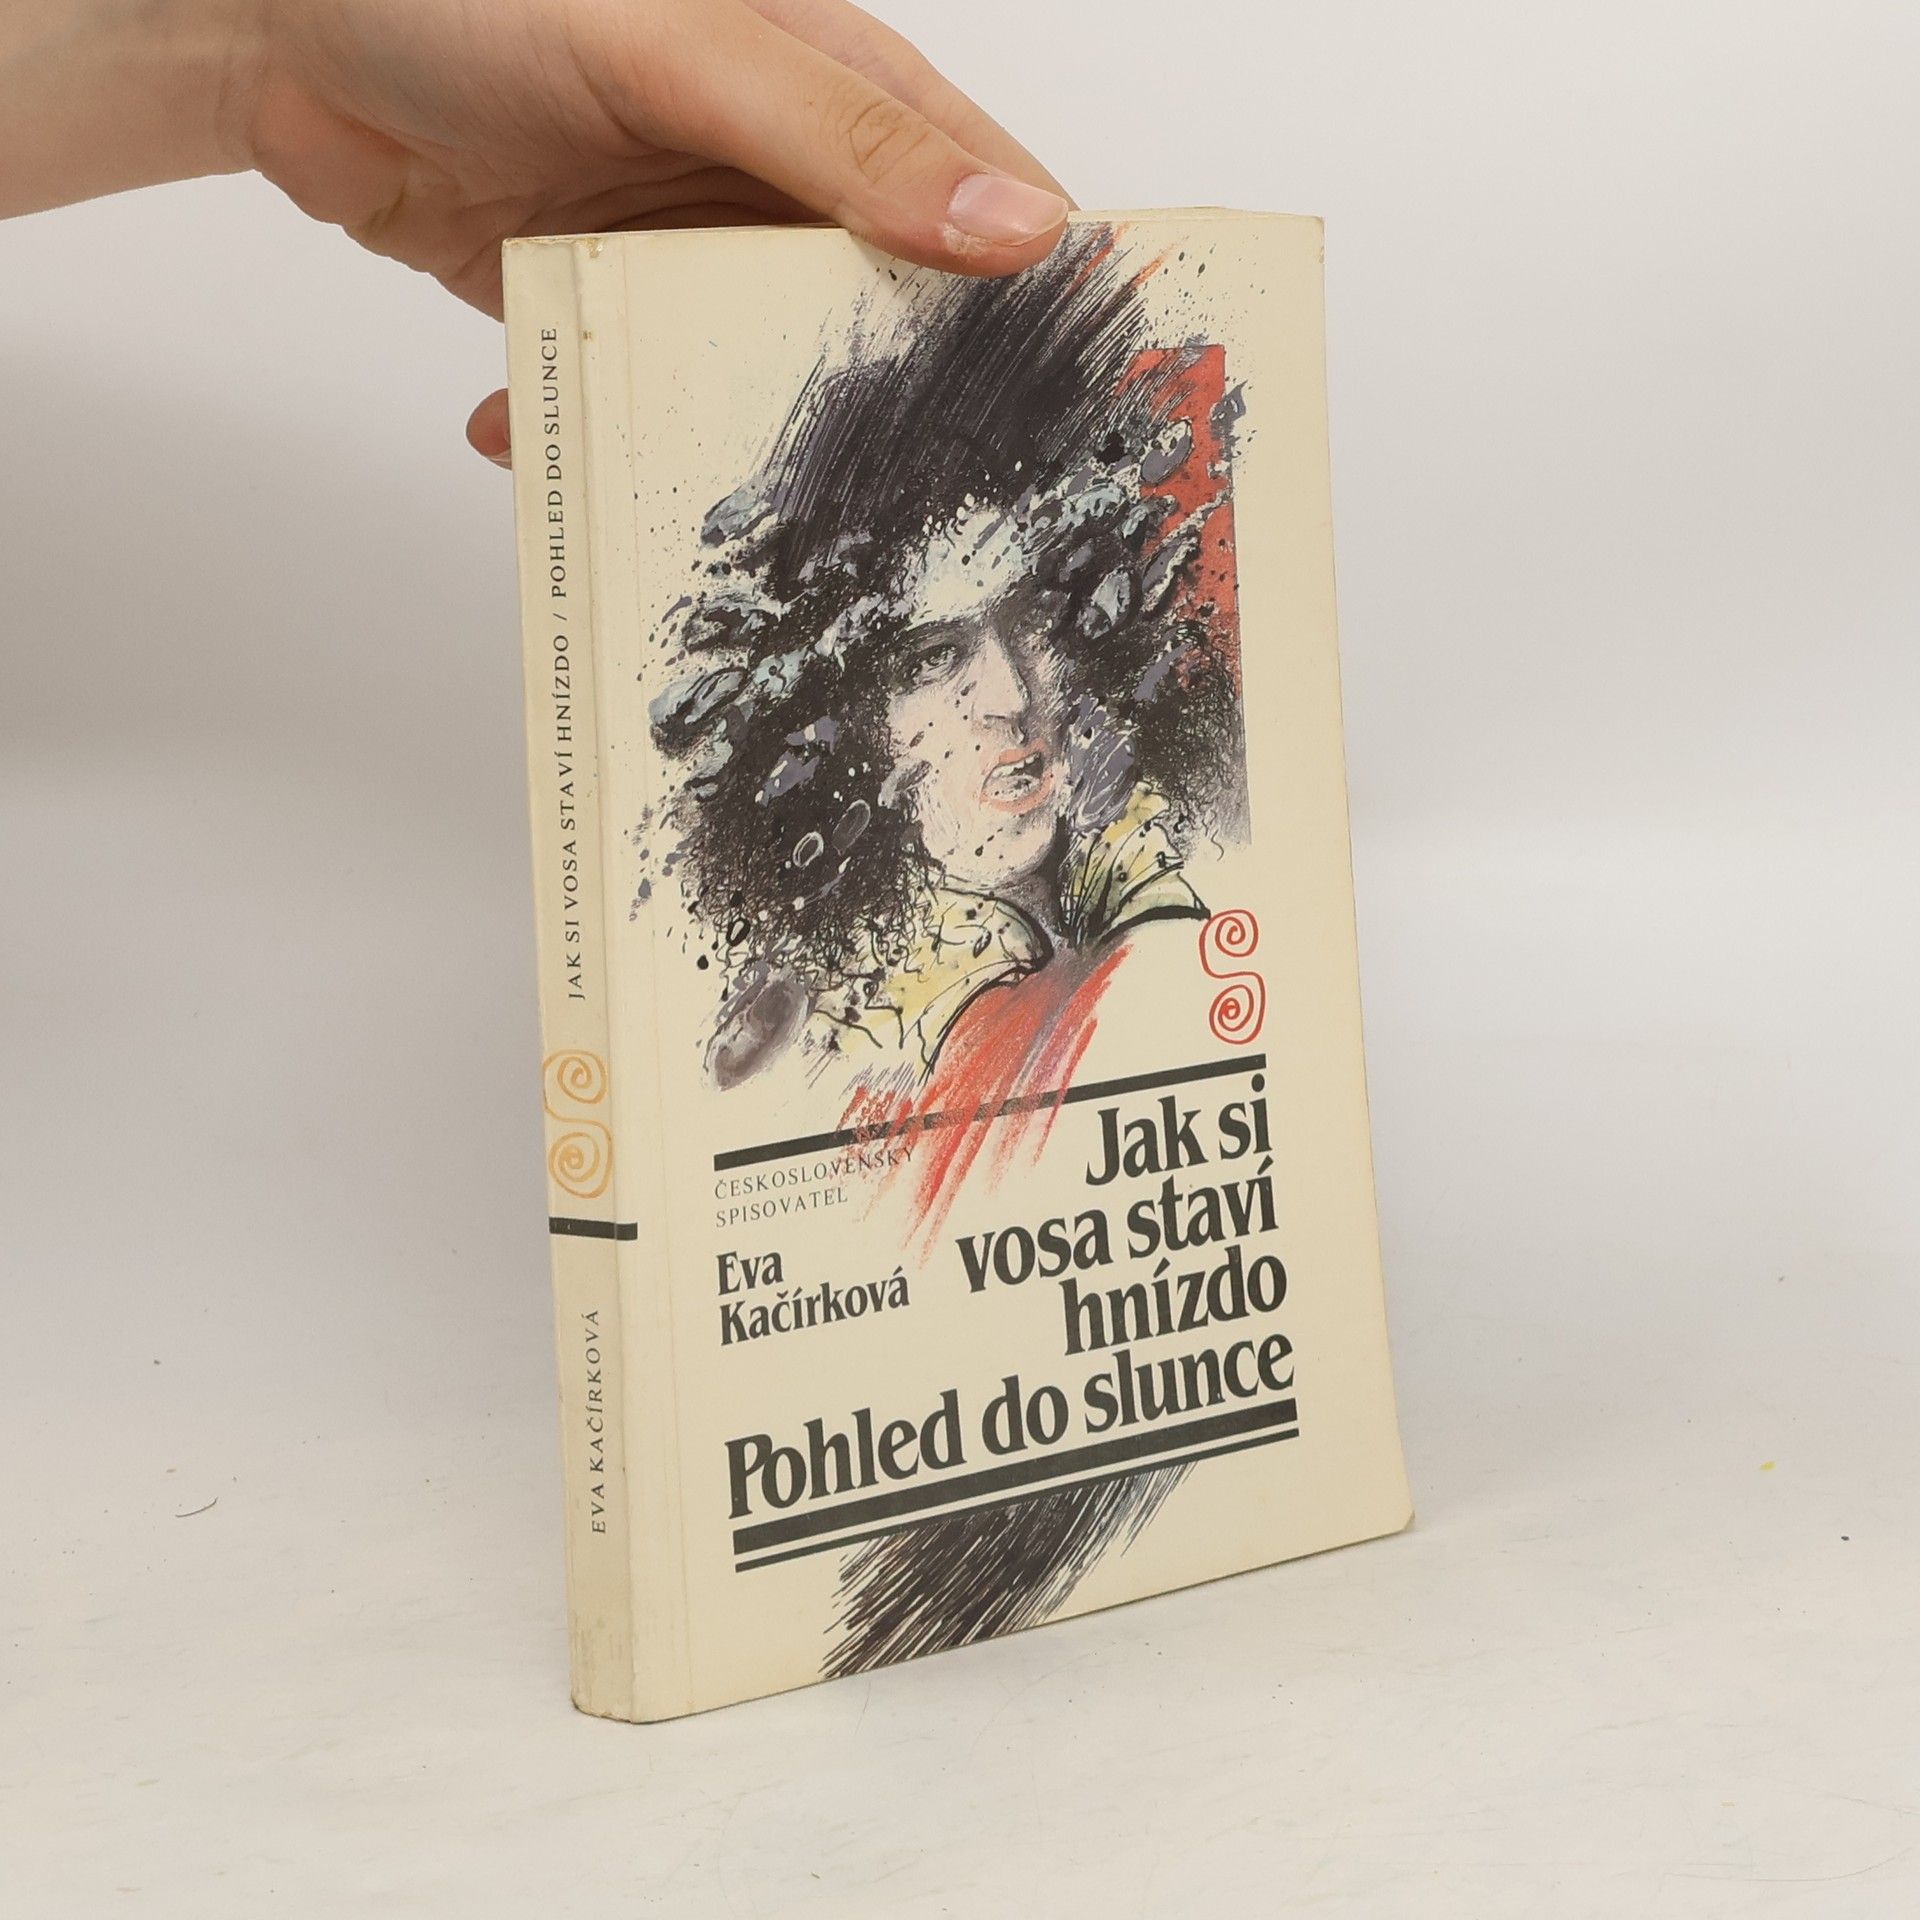 JAK SI VOSA STAVÍ HNÍZDO / POHLED DO SLUNCE
EVA KAČÍRKOVÁ
ČESKOSLOVENSKÝ
SPISOVATEL
Eva
Kačírková
Jak si
vosa staví
hnízdo
Pohled do slunce